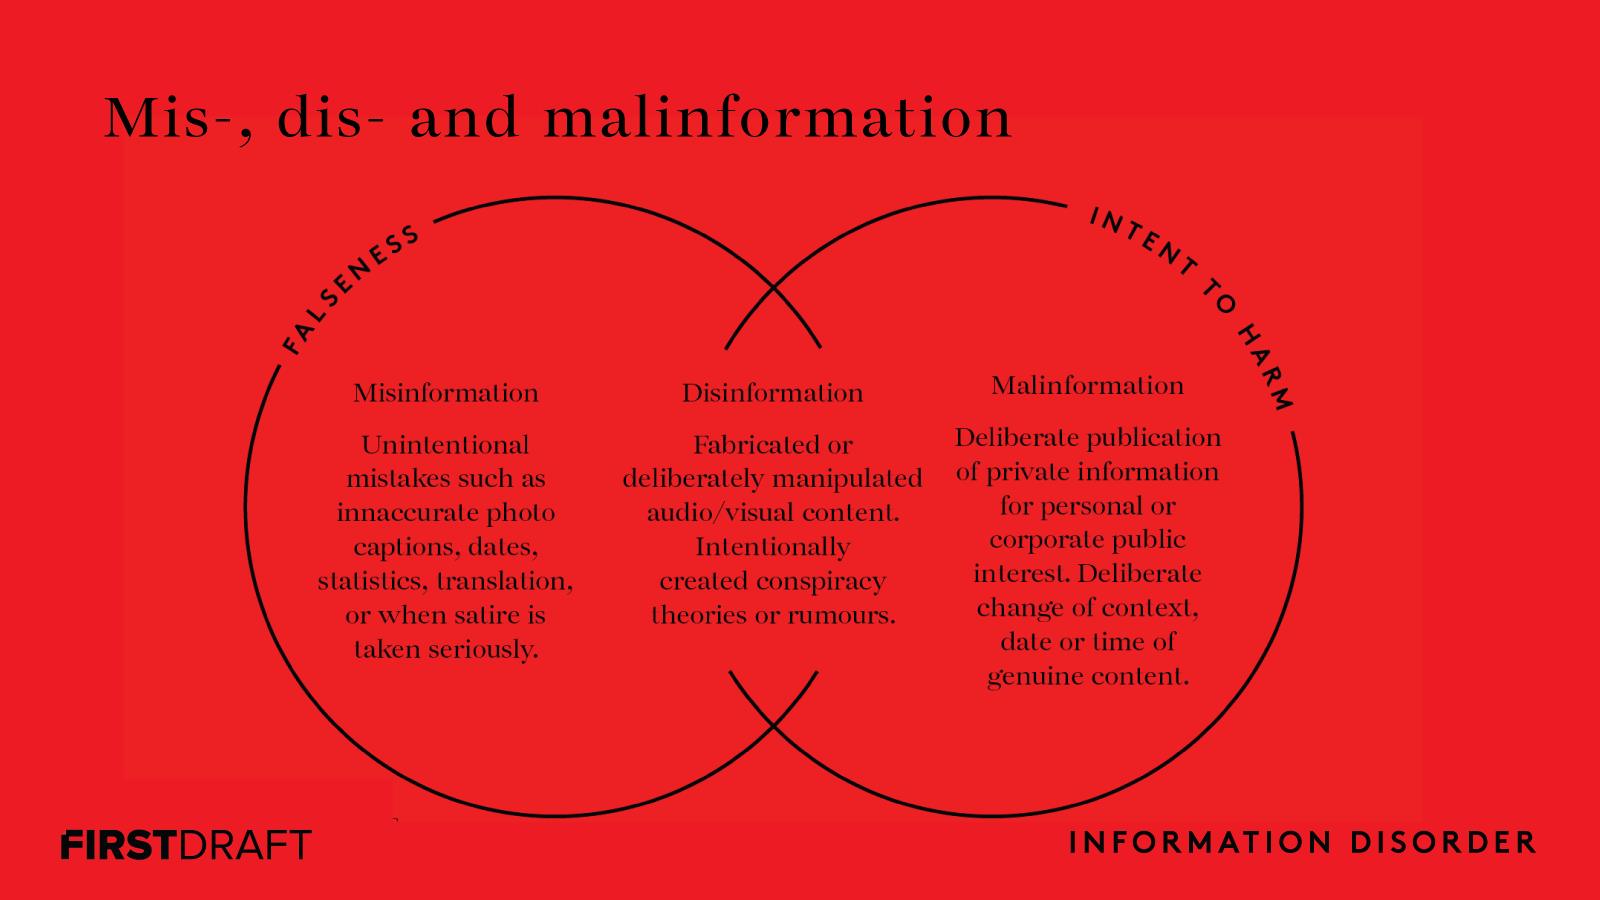 Mis-, dis- and malinformation
FALSENESS
INTENT TO HARM
Misinformation
Unintentional
mistakes such as
innaccurate photo
captions, dates,
statistics, translation,
or when satire is
taken seriously.
Disinformation
Fabricated or
deliberately manipulated
audio/visual content.
Intentionally
created conspiracy
theories or rumours.
Malinformation
Deliberate publication
of private information
for personal or
corporate public
interest. Deliberate
change of context,
date or time of
genuine content.
FIRSTDRAFT
INFORMATION DISORDER